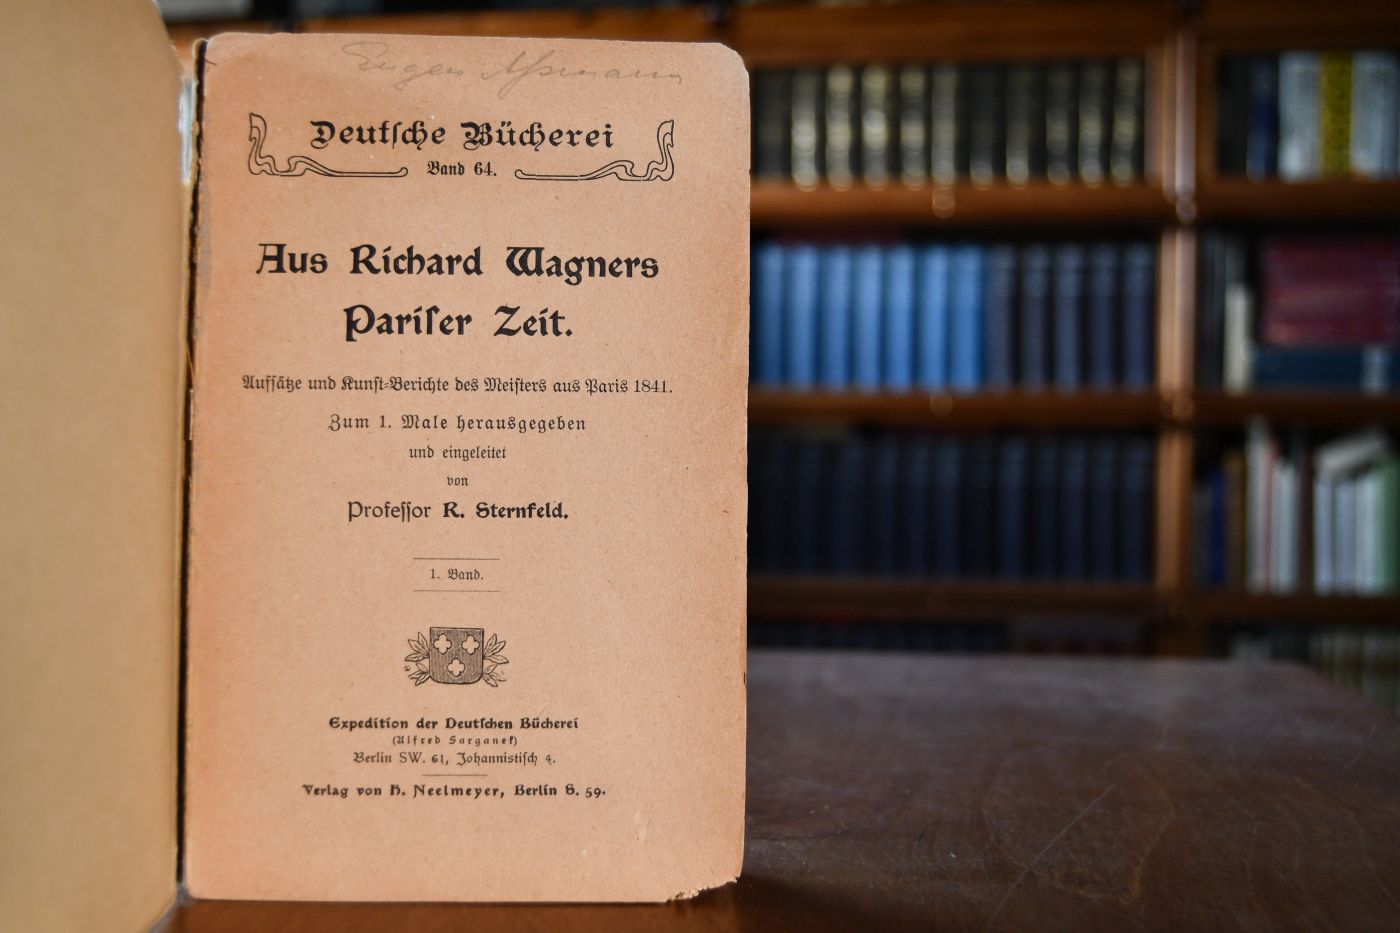 Eugen
Deutſche Bücherei
Band 64.
Aus Richard Wagners
Pariſer Zeit.
Aufſätze und Kunſt-Berichte des Meiſters aus Paris 1841.
Zum 1. Male herausgegeben
und eingeleitet
von
Profeſſor R. Sternfeld.
1. Band.
Expedition der Deutſchen Bücherei
(Alfred Sarganek)
Berlin SW. 61, Johannistiſch 4.
Verlag von H. Neelmeyer, Berlin S. 59.